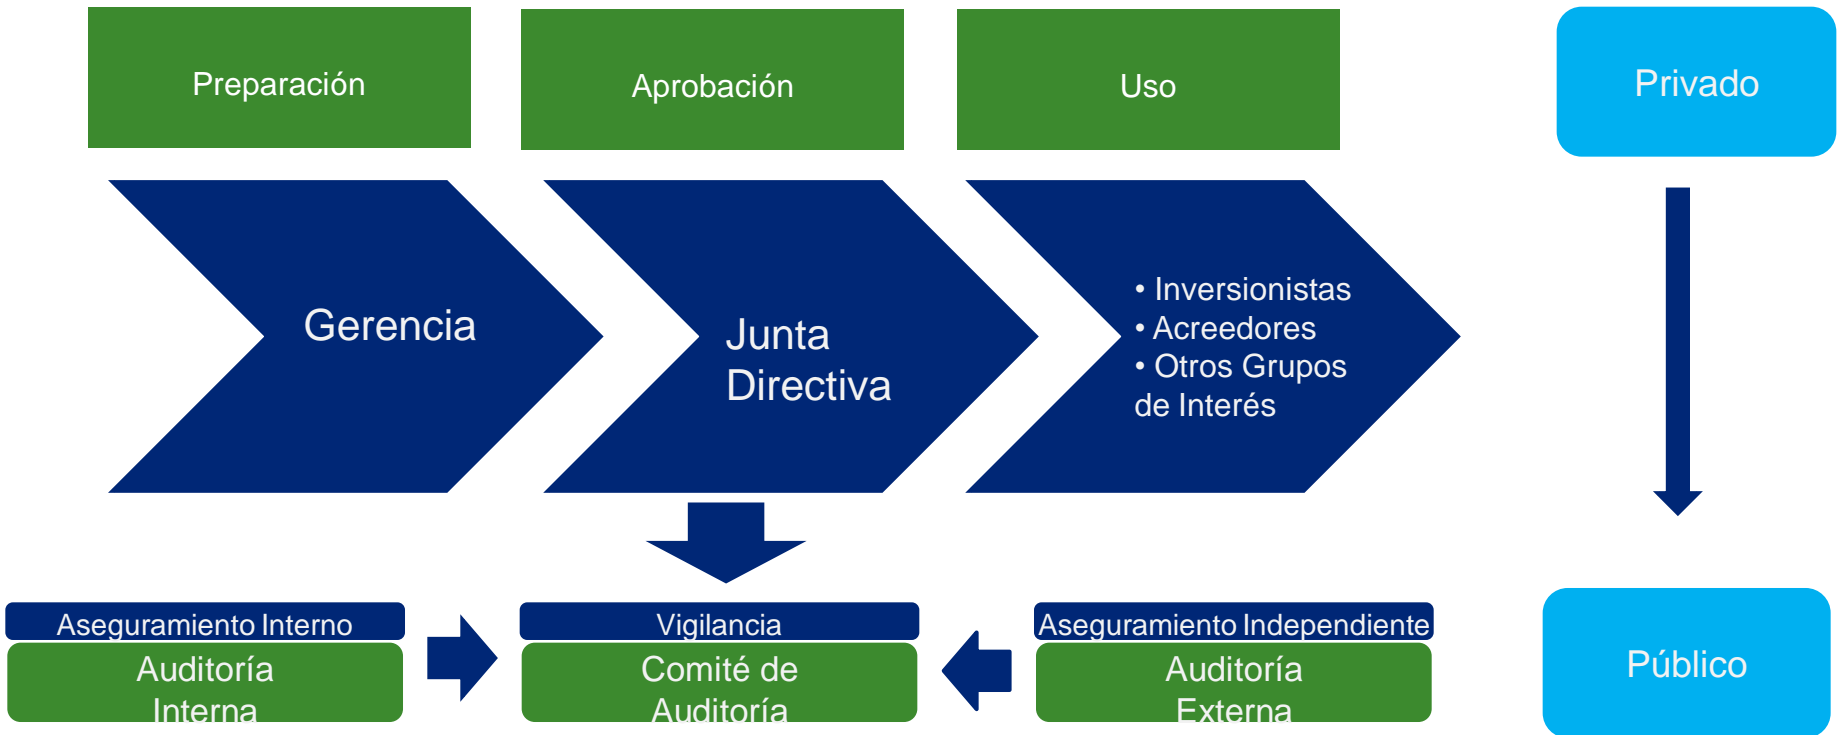 Preparación
Aprobación
Uso
Privado
Gerencia
Junta
Directiva
• Inversionistas
• Acreedores
• Otros Grupos
de Interés
Aseguramiento Interno
Auditoría
Interna
Vigilancia
Comité de
Auditoría
Aseguramiento Independiente
Auditoría
Externa
Público